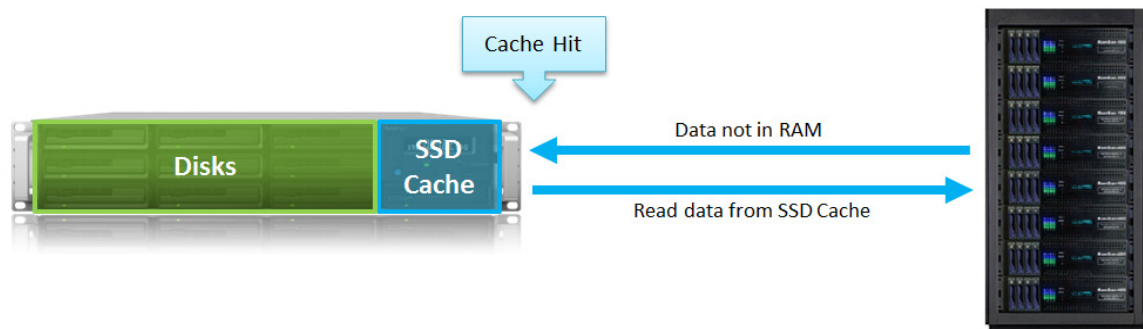 Cache Hit
Data not in RAM
Disks
SSD
Cache
Read data from SSD Cache